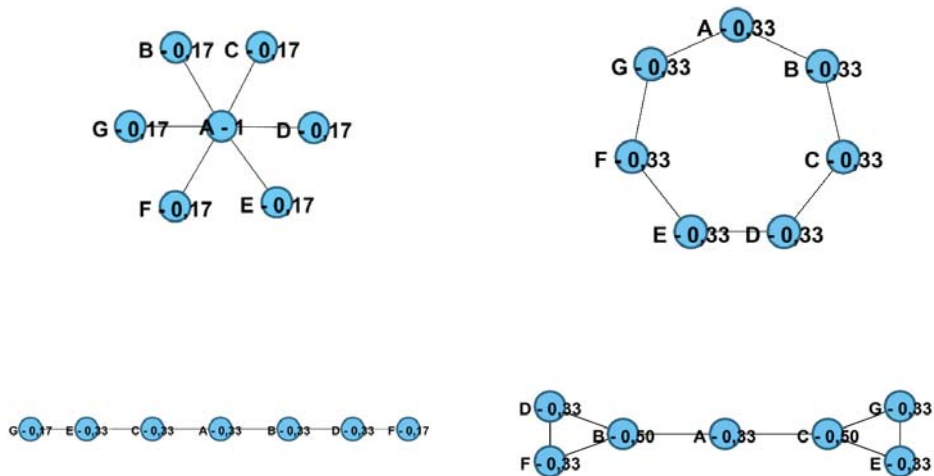 B - 0,17 C - 0,17
G - 0,17 A - 1 D - 0,17
F - 0,17 E - 0,17
A - 0,33
G - 0,33 B - 0,33
F - 0,33 C - 0,33
E - 0,33 D - 0,33
G - 0,17 E - 0,33 C - 0,33 A - 0,33 B - 0,33 D - 0,33 F - 0,17
D - 0,33 G - 0,33
B - 0,50 A - 0,33 C - 0,50
F - 0,33 E - 0,33